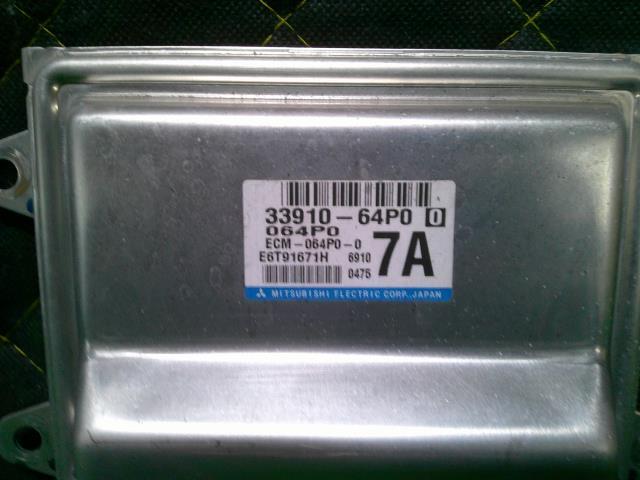 33910-64P0 0
064P0
ECM-064P0-0
E6T91671H 6910
0475
7A
MITSUBISHI ELECTRIC CORP. JAPAN